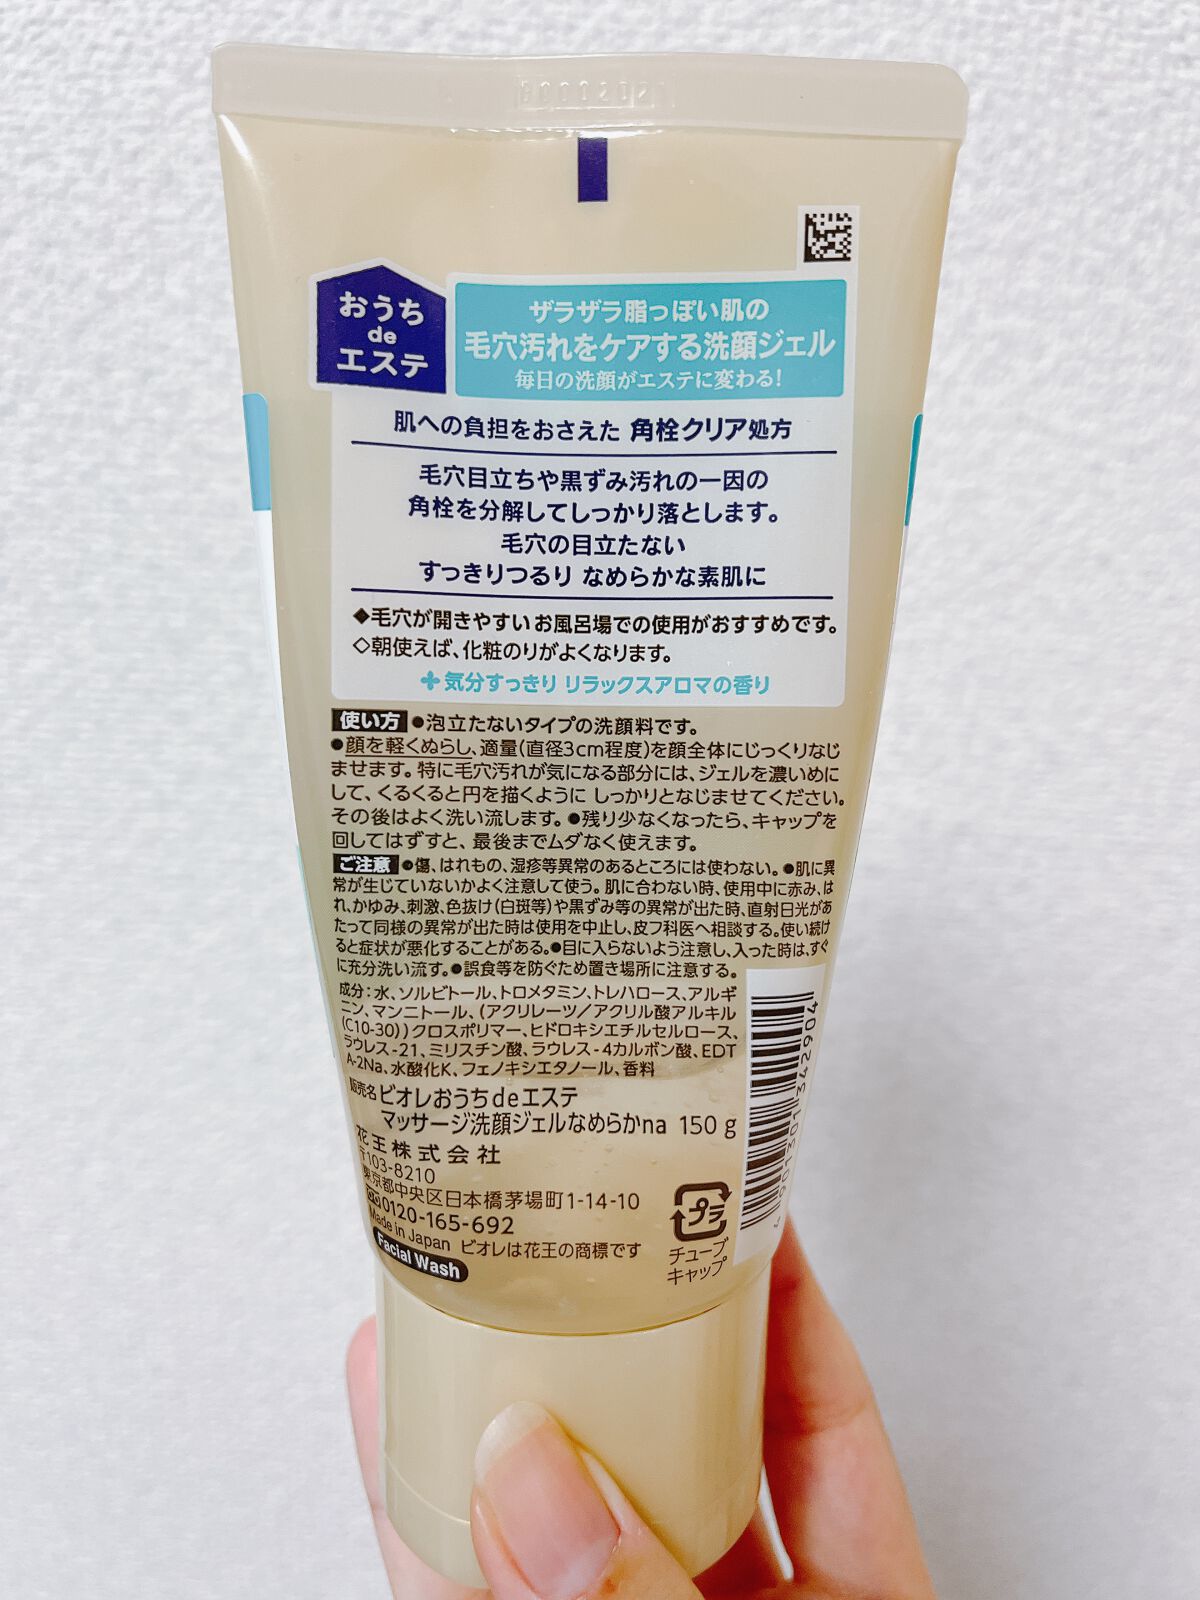 おうち
de
エステ
ザラザラ脂っぽい肌の
毛穴汚れをケアする洗顔ジェル
毎日の洗顔がエステに変わる!
肌への負担をおさえた 角栓クリア処方
毛穴目立ちや黒ずみ汚れの一因の
角栓を分解してしっかり落とします。
毛穴の目立たない
すっきりつるり なめらかな素肌に
◆毛穴が開きやすいお風呂場での使用がおすすめです。
◇朝使えば、化粧のりがよくなります。
気分すっきり リラックスアロマの香り
使い方 ●泡立たないタイプの洗顔料です。
●顔を軽くぬらし、適量(直径3cm程度)を顔全体にじっくりなじ
ませます。特に毛穴汚れが気になる部分には、ジェルを濃いめに
して、くるくると円を描くように しっかりとなじませてください。
その後はよく洗い流します。●残り少なくなったら、キャップを
回してはずすと、最後までムダなく使えます。
ご注意 ●傷、はれもの、湿疹等異常のあるところには使わない。●肌に異
常が生じていないかよく注意して使う。肌に合わない時、使用中に赤み、は
れ、かゆみ、刺激、色抜け(白斑等)や黒ずみ等の異常が出た時、直射日光があ
たって同様の異常が出た時は使用を中止し、皮フ科医へ相談する。使い続け
ると症状が悪化することがある。●目に入らないよう注意し、入った時は、すぐ
に充分洗い流す。●誤食等を防ぐため置き場所に注意する。
成分：水、ソルビトール、トロメタミン、トレハロース、アルギ
ニン、マンニトール、(アクリレーツ／アクリル酸アルキル
(C10-30))クロスポリマー、ヒドロキシエチルセルロース、
ラウレス-21、ミリスチン酸、ラウレス-4カルボン酸、EDT
A-2Na、水酸化K、フェノキシエタノール、香料
販売名 ビオレおうちdeエステ
マッサージ洗顔ジェルなめらかna 150g
花王株式会社
〒103-8210
東京都中央区日本橋茅場町1-14-10
0120-165-692
Made in Japan ビオレは花王の商標です
Facial Wash
プラ
チューブ
キャップ
4 901301 342904